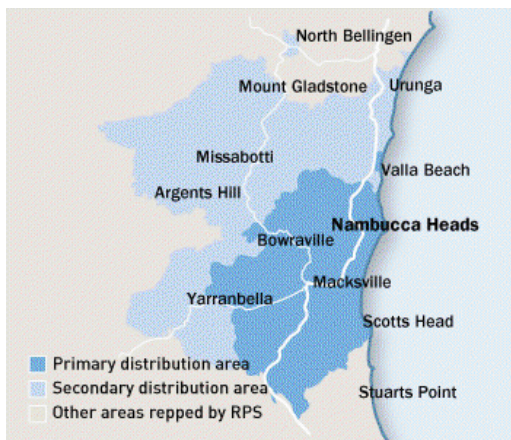 North Bellingen
Mount Gladstone
Urunga
Missabotti
Valla Beach
Argents Hill
Nambucca Heads
Bowraville
Macksville
Yarranbella
Scotts Head
Primary distribution area
Secondary distribution area
Stuarts Point
Other areas repped by RPS